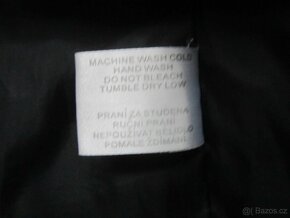 MACHINE WASH COLD
HAND WASH
DO NOT BLEACH
TUMBLE DRY LOW
PRANÍ ZA STUDENA
RUČNÍ PRANÍ
NEPOUŽÍVAT BĚLIDLO
POMALÉ ŽDÍMÁNÍ
Bazoš.cz